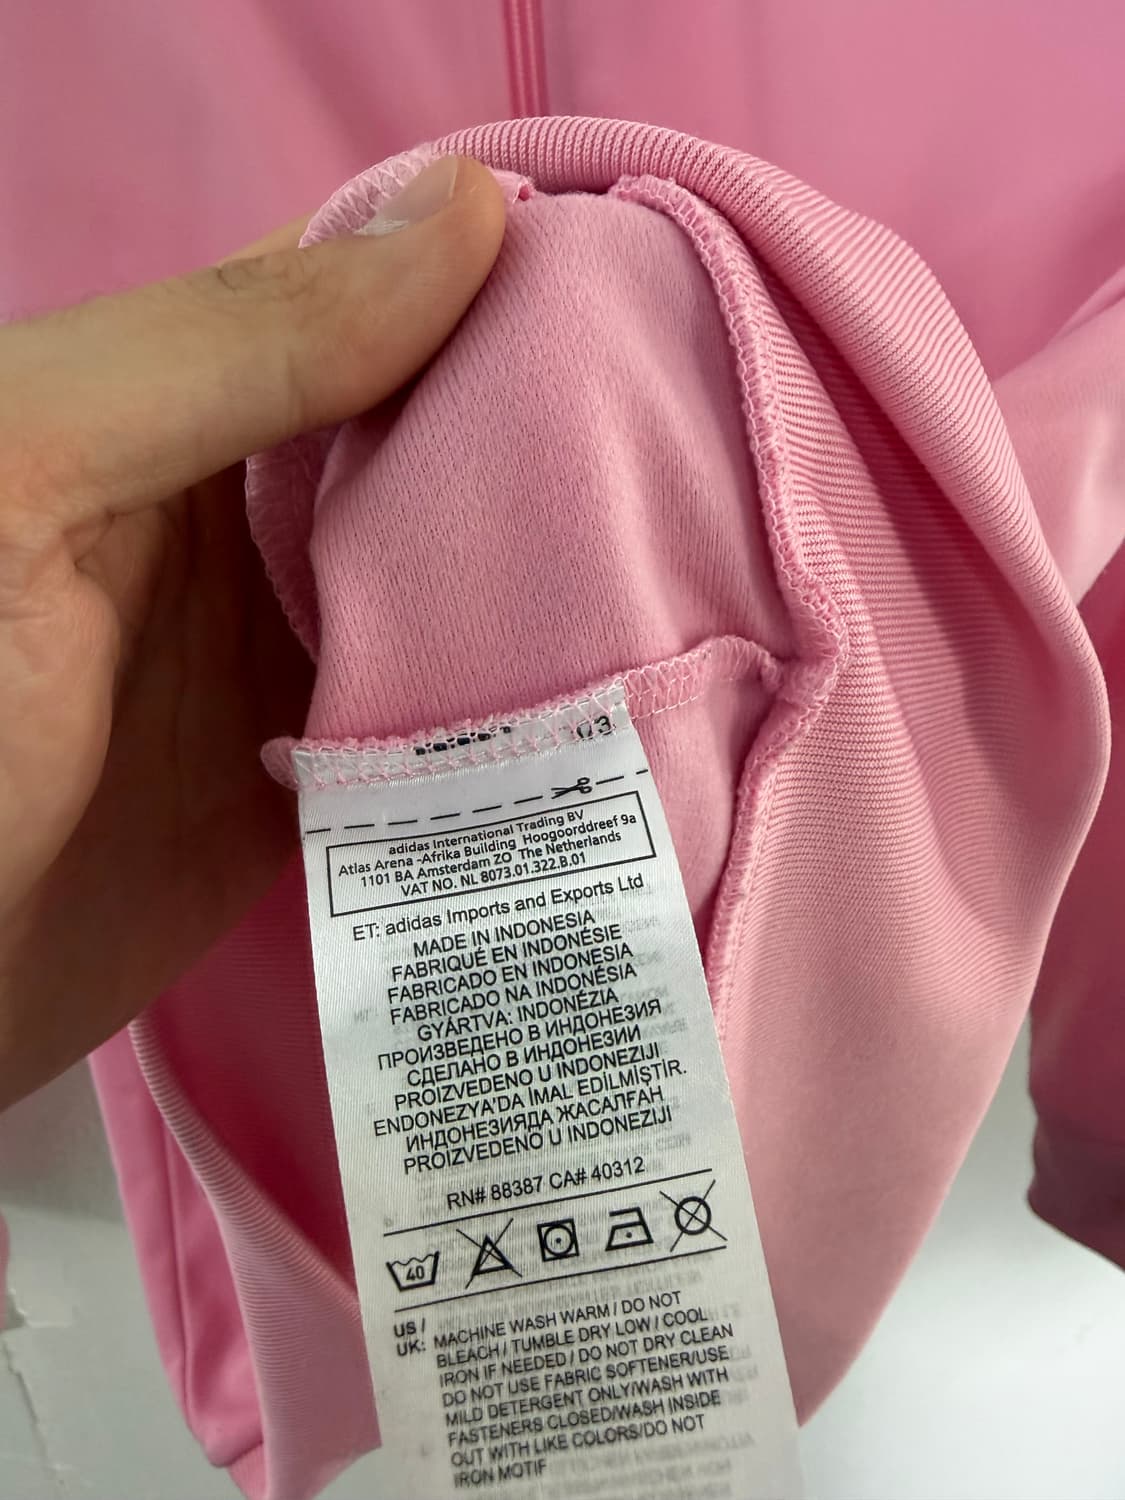 03
adidas International Trading BV
Atlas Arena -Afrika Building Hoogoorddreef 9a
1101 BA Amsterdam ZO The Netherlands
VAT NO. NL 8073.01.322.B.01
ET: adidas Imports and Exports Ltd
MADE IN INDONESIA
FABRIQUÉ EN INDONÉSIE
FABRICADO EN INDONESIA
FABRICADO NA INDONÉSIA
GYÁRTVA: INDONÉZIA
ПРОИЗВЕДЕНО В ИНДОНЕЗИЯ
СДЕЛАНО В ИНДОНЕЗИИ
PROIZVEDENO U INDONEZIJI
ENDONEZYA'DA İMAL EDİLMİŞTİR.
ИНДОНЕЗИЯДА ЖАСАЛҒАН
PROIZVEDENO U INDONEZIJI
RN# 88387 CA# 40312
40
US / UK: MACHINE WASH WARM / DO NOT
BLEACH / TUMBLE DRY LOW / COOL
IRON IF NEEDED / DO NOT DRY CLEAN
DO NOT USE FABRIC SOFTENER/USE
MILD DETERGENT ONLY/WASH WITH
FASTENERS CLOSED/WASH INSIDE
OUT WITH LIKE COLORS/DO NOT
IRON MOTIF